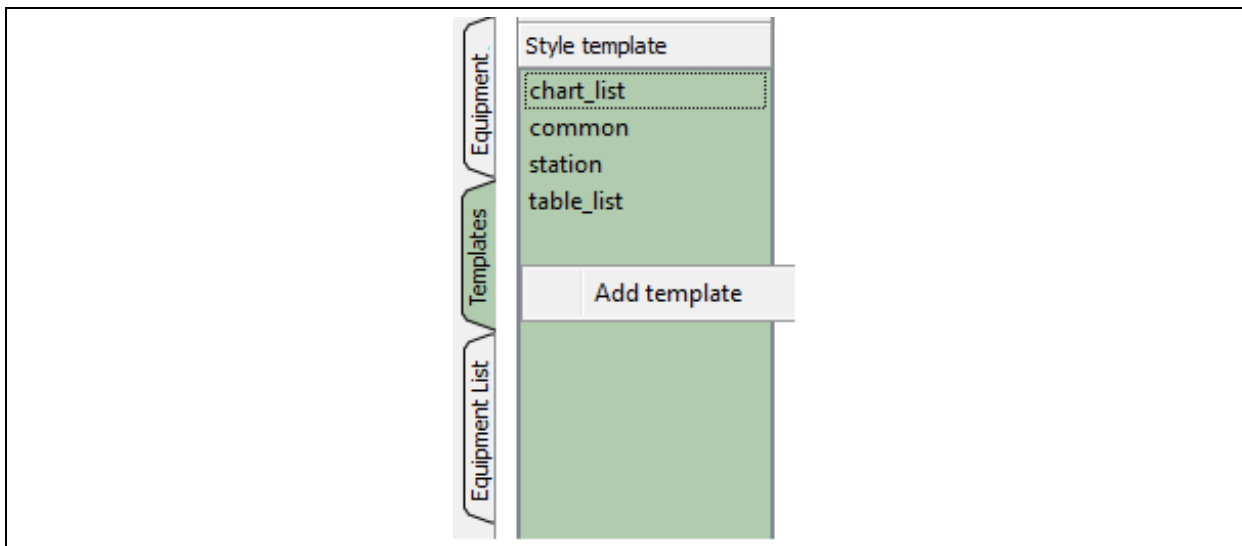 Equipment.
Templates
Equipment List
Style template
chart_list
common
station
table_list
Add template